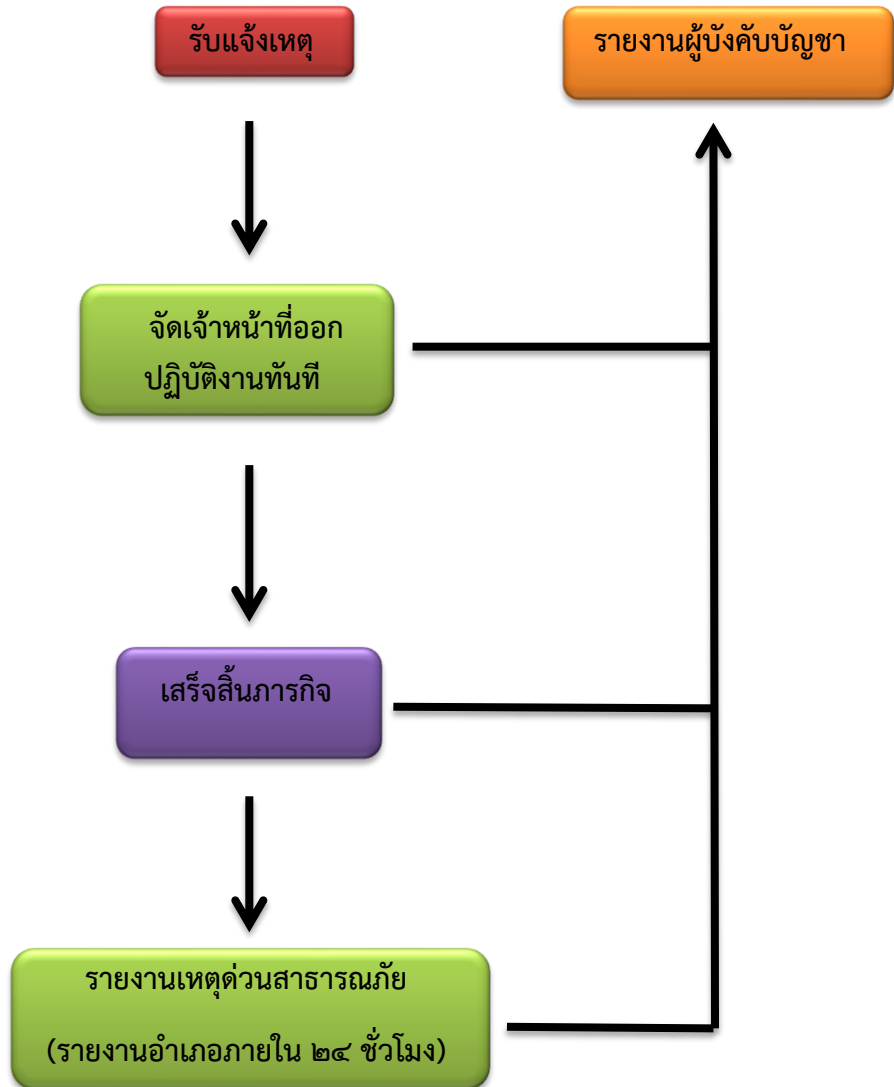 รับแจ้งเหตุ
รายงานผู้บังคับบัญชา
จัดเจ้าหน้าที่ออก
ปฏิบัติงานทันที
เสร็จสิ้นภารกิจ
รายงานเหตุด่วนสาธารณภัย
(รายงานอำเภอภายใน ๒๔ ชั่วโมง)